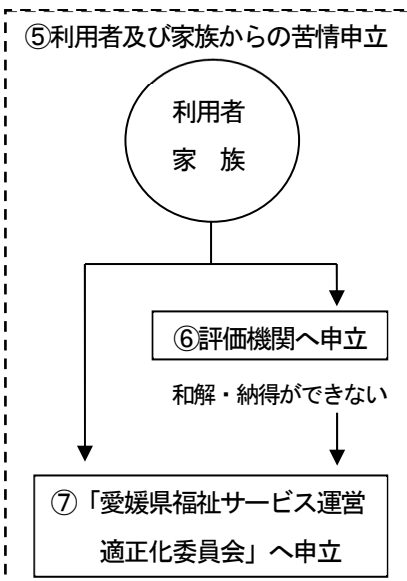 ⑤利用者及び家族からの苦情申立
利用者
家　族
⑥評価機関へ申立
和解・納得ができない
⑦「愛媛県福祉サービス運営
適正化委員会」へ申立